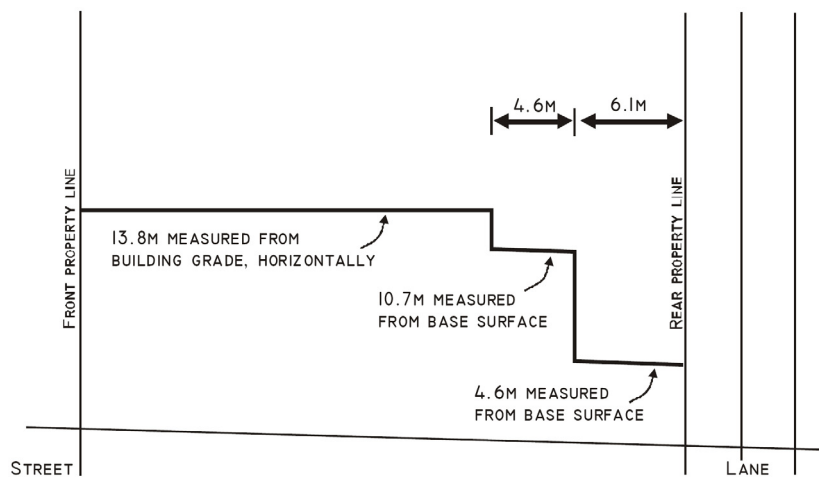 4.6M
6.1M
FRONT PROPERTY LINE
REAR PROPERTY LINE
13.8M MEASURED FROM
BUILDING GRADE, HORIZONTALLY
10.7M MEASURED
FROM BASE SURFACE
4.6M MEASURED
FROM BASE SURFACE
STREET
LANE